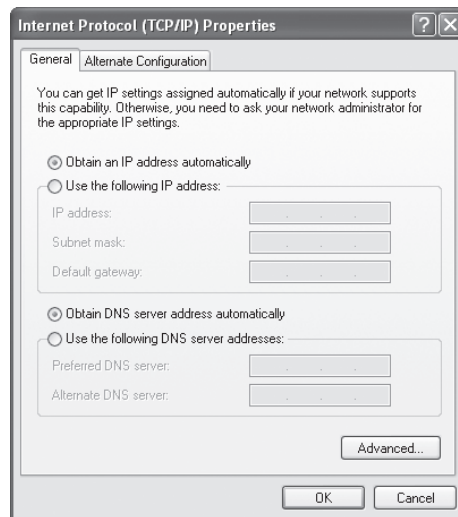 Internet Protocol (TCP/IP) Properties
General
Alternate Configuration
You can get IP settings assigned automatically if your network supports
this capability. Otherwise, you need to ask your network administrator for
the appropriate IP settings.
Obtain an IP address automatically
Use the following IP address:
IP address:
Subnet mask:
Default gateway:
Obtain DNS server address automatically
Use the following DNS server addresses:
Preferred DNS server:
Alternate DNS server:
Advanced...
OK
Cancel